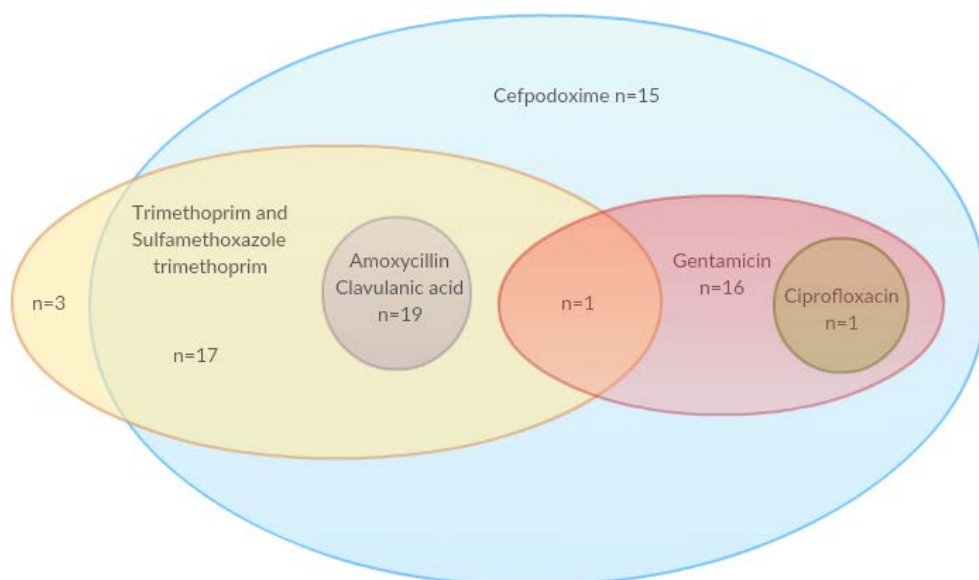 Cefpodoxime n=15
Trimethoprim and
Sulfamethoxazole
trimethoprim
n=3
n=17
Amoxycillin
Clavulanic acid
n=19
n=1
Gentamicin
n=16
Ciprofloxacin
n=1